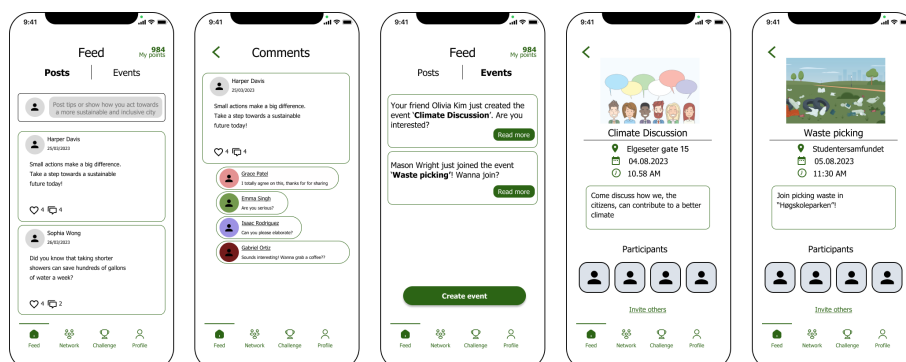 9:41
Feed
984
My points
Posts
Events
Post tips or show how you act towards
a more sustainable and inclusive city
Harper Davis
25/03/2023
Small actions make a big difference.
Take a step towards a sustainable
future today!
4 4
Sophia Wong
26/03/2023
Did you know that taking shorter
showers can save hundreds of gallons
of water a week?
4 2
Feed Network Challenge Profile
9:41
Comments
Harper Davis
25/03/2023
Small actions make a big difference.
Take a step towards a sustainable
future today!
4 4
Grace Patel
I totally agree on this, thanks for for sharing
Emma Singh
Are you serious?
Isaac Rodriguez
Can you please elaborate?
Gabriel Ortiz
Sounds interesting! Wanna grab a coffee??
Feed Network Challenge Profile
9:41
Feed
984
My points
Posts
Events
Your friend Olivia Kim just created the
event 'Climate Discussion'. Are you
interested?
Read more
Mason Wright just joined the event
'Waste picking'! Wanna join?
Read more
Create event
Feed Network Challenge Profile
9:41
Climate Discussion
Elgeseter gate 15
04.08.2023
10.58 AM
Come discuss how we, the
citizens, can contribute to a better
climate
Participants
Invite others
Feed Network Challenge Profile
9:41
Waste picking
Studentersamfundet
05.08.2023
11:30 AM
Join picking waste in
"Høgskoleparken"!
Participants
Invite others
Feed Network Challenge Profile